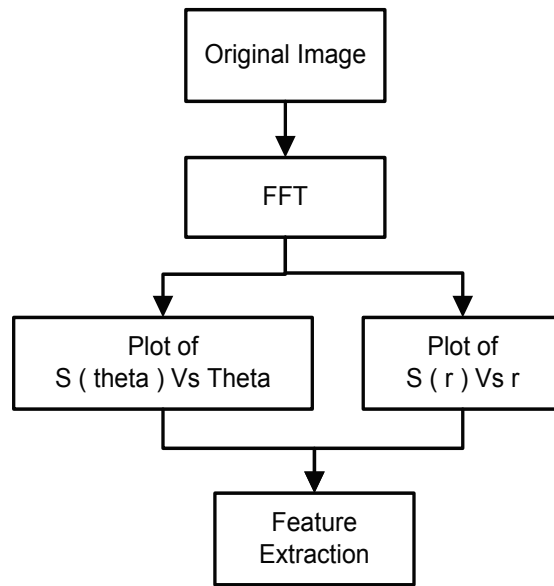 Original Image
FFT
Plot of
S ( theta ) Vs Theta
Plot of
S ( r ) Vs r
Feature
Extraction